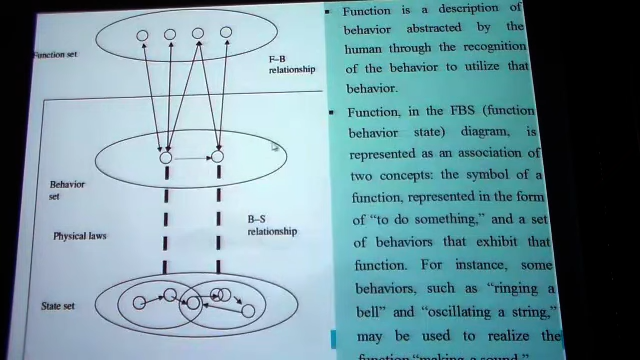 Function set
F–B
relationship
Behavior
set
B–S
relationship
Physical laws
State set
Function is a description of
behavior abstracted by the
human through the recognition
of the behavior to utilize that
behavior.
Function, in the FBS (function
behavior state) diagram, is
represented as an association of
two concepts: the symbol of a
function, represented in the form
of “to do something,” and a set
of behaviors that exhibit that
function. For instance, some
behaviors, such as “ringing a
bell” and “oscillating a string,”
may be used to realize the
function “making a sound.”